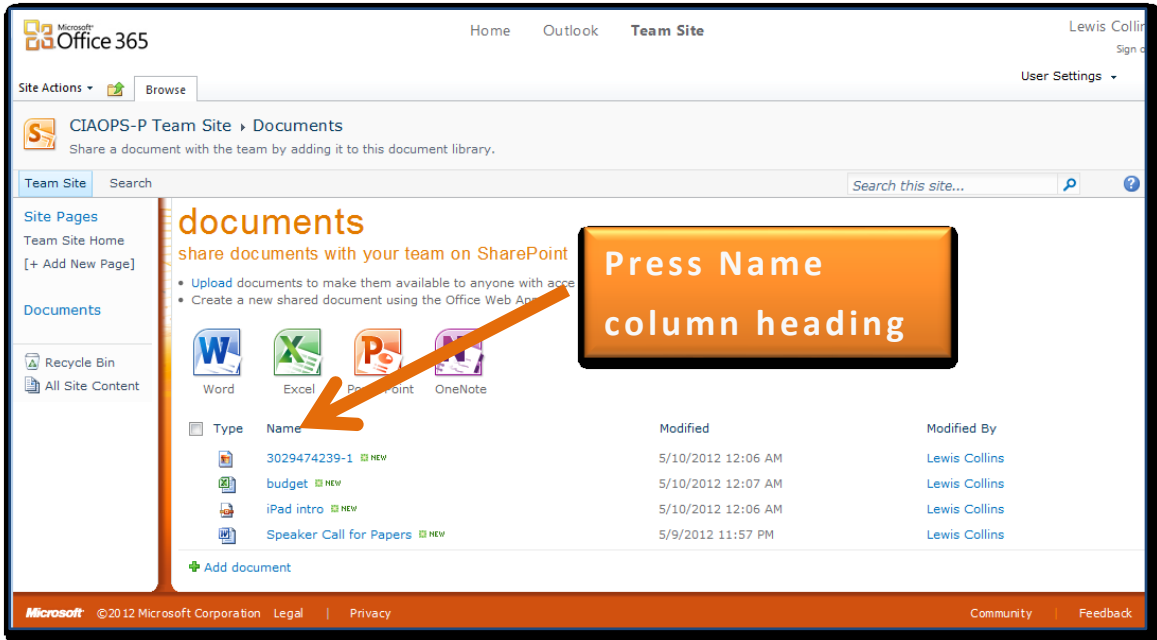 Microsoft
Office 365
Home Outlook Team Site
Lewis Collin
Sign o
User Settings
Site Actions Browse
CIAOPS-P Team Site Documents
Share a document with the team by adding it to this document library.
Team Site Search
Search this site...
Site Pages
Team Site Home
[+ Add New Page]
Documents
Recycle Bin
All Site Content
documents
share documents with your team on SharePoint
Upload documents to make them available to anyone with acce
Create a new shared document using the Office Web Ap
Press Name
column heading
Word Excel PowerPoint OneNote
Type Name Modified Modified By
3029474239-1 NEW 5/10/2012 12:06 AM Lewis Collins
budget NEW 5/10/2012 12:07 AM Lewis Collins
iPad intro NEW 5/10/2012 12:06 AM Lewis Collins
Speaker Call for Papers NEW 5/9/2012 11:57 PM Lewis Collins
Add document
Microsoft ©2012 Microsoft Corporation Legal | Privacy Community | Feedback